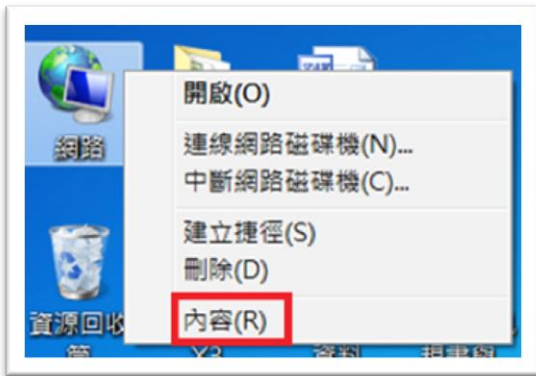 網路
開啟(O)
連線網路磁碟機(N)...
中斷網路磁碟機(C)...
建立捷徑(S)
刪除(D)
內容(R)
資源回收